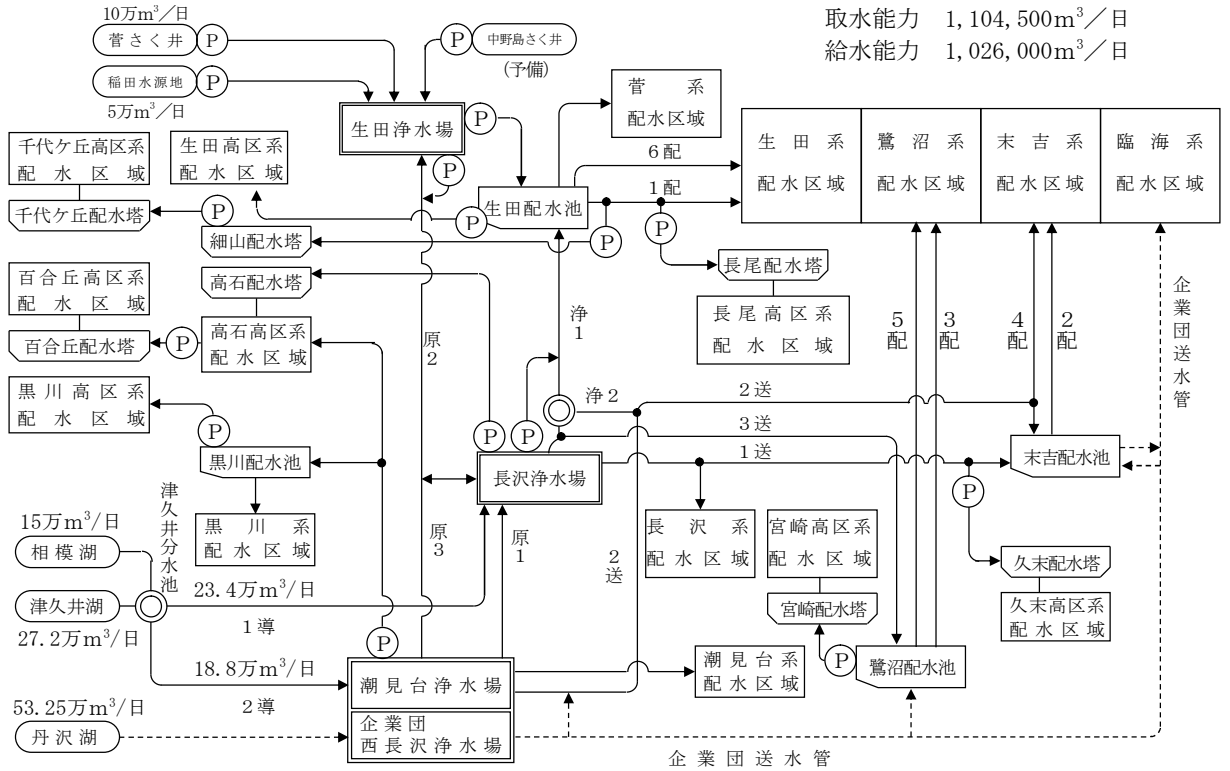 取水能力 1,104,500m³/日
給水能力 1,026,000m³/日
10万m³/日
菅さく井
P
P
中野島さく井
(予備)
稲田水源地
P
5万m³/日
生田浄水場
P
P
菅系
配水区域
千代ケ丘高区系
配水区域
千代ケ丘配水塔
生田高区系
配水区域
P
P
生田配水池
6配
1配
P
P
細山配水塔
生田系
配水区域
鷺沼系
配水区域
末吉系
配水区域
臨海系
配水区域
長尾配水塔
長尾高区系
配水区域
百合丘高区系
配水区域
百合丘配水塔
P
高石配水塔
高石高区系
配水区域
原2
浄1
5配
3配
4配
2配
企業団送水管
黒川高区系
配水区域
P
黒川配水池
黒川系
配水区域
P
P
浄2
2送
3送
1送
長沢浄水場
末吉配水池
P
原3
原1
2送
長沢系
配水区域
宮崎高区系
配水区域
宮崎配水塔
P
鷺沼配水池
久末配水塔
久末高区系
配水区域
津久井分水池
15万m³/日
相模湖
津久井湖
27.2万m³/日
23.4万m³/日
1導
P
18.8万m³/日
2導
潮見台浄水場
企業団
西長沢浄水場
潮見台系
配水区域
53.25万m³/日
丹沢湖
企業団送水管